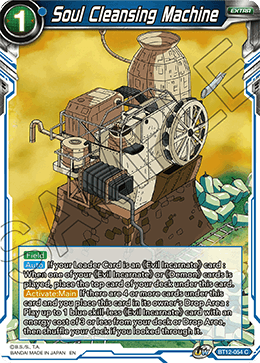 1
Soul Cleansing Machine
EXTRA
SAMPLE
Field
Auto If your Leader Card is an ⟨Evil Incarnate⟩ card :
When one of your ⟨Evil Incarnate⟩ or ⟨Demon⟩ cards is
played, place the top card of your deck under this card.
Activate:Main If there are 4 or more cards under this
card and you place this card in its owner's Drop Area :
Play up to 1 blue skill-less ⟨Evil Incarnate⟩ card with an
energy cost of 3 or less from your deck or Drop Area,
then shuffle your deck if you looked through it.
BANDAI MADE IN JAPAN EN
BT12-054 C